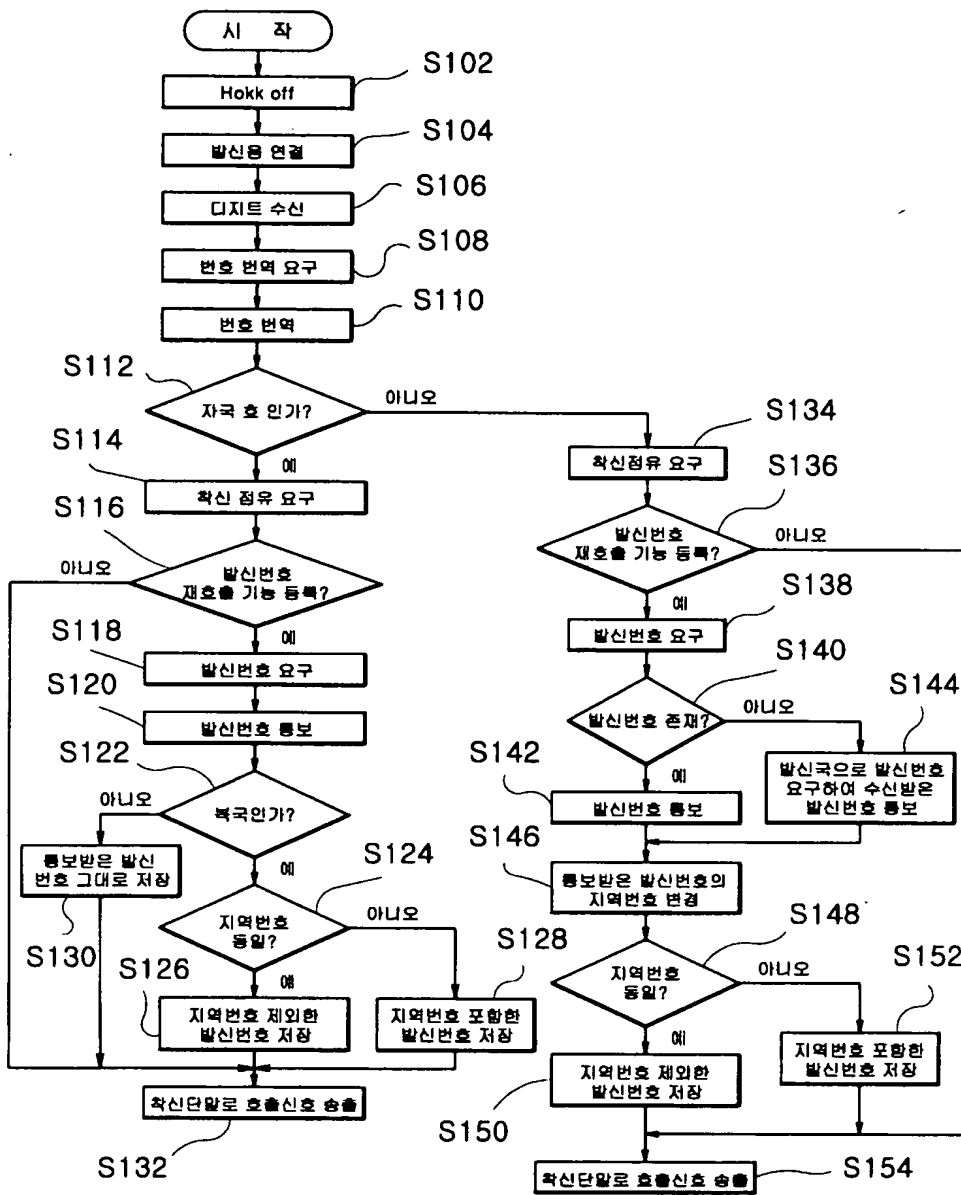 시 작
S102
Hokk off
S104
발신음 연결
S106
디지트 수신
S108
번호 번역 요구
S110
번호 번역
S112
자국 호 인가?
아니오
예
S114
착신 점유 요구
S116
발신번호
재호출 기능 등록?
아니오
예
S118
발신번호 요구
S120
발신번호 통보
S122
복국인가?
아니오
예
통보받은 발신
번호 그대로 저장
S130
S124
지역번호
동일?
아니오
예
S126
지역번호 제외한
발신번호 저장
S128
지역번호 포함한
발신번호 저장
착신단말로 호출신호 송출
S132
S134
착신점유 요구
S136
발신번호
재호출 기능 등록?
아니오
예
S138
발신번호 요구
S140
발신번호 존재?
아니오
예
S142
발신번호 통보
S144
발신국으로 발신번호
요구하여 수신받은
발신번호 통보
S146
통보받은 발신번호의
지역번호 변경
S148
지역번호
동일?
아니오
예
S150
지역번호 제외한
발신번호 저장
S152
지역번호 포함한
발신번호 저장
착신단말로 호출신호 송출
S154